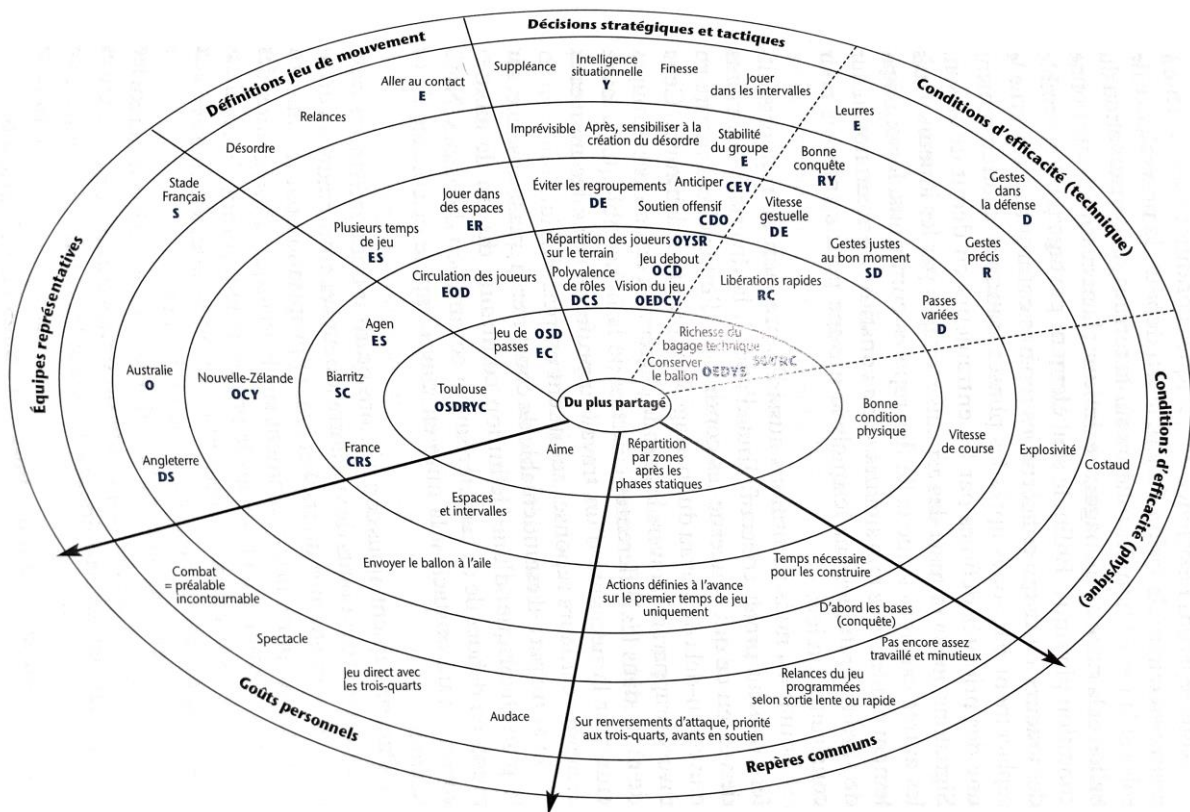 Décisions stratégiques et tactiques
Définitions jeu de mouvement
Conditions d'efficacité (technique)
Équipes représentatives
Conditions d'efficacité (physique)
Goûts personnels
Repères communs
Suppléance
Intelligence
situationnelle
Y
Finesse
Jouer
dans les intervalles
Imprévisible
Après, sensibiliser à la
création du désordre
Stabilité
du groupe
E
Éviter les regroupements
DE
Anticiper
CEY
Soutien offensif
CDO
Répartition des joueurs OYSR
sur le terrain
Jeu debout
OCD
Polyvalence
de rôles
DCS
Vision du jeu
OEDCY
Aller au contact
E
Relances
Désordre
Jouer dans
des espaces
ER
Plusieurs temps
de jeu
ES
Circulation des joueurs
EOD
Jeu de OSD
passes EC
Leurres
E
Bonne
conquête
RY
Gestes
dans
la défense
D
Vitesse
gestuelle
DE
Gestes justes
au bon moment
SD
Gestes
précis
R
Libérations rapides
RC
Passes
variées
D
Richesse du
bagage technique
Conserver
le ballon
Stade
Français
S
Agen
ES
Australie
O
Nouvelle-Zélande
OCY
Biarritz
SC
Toulouse
OSDRYC
France
CRS
Angleterre
DS
Du plus partagé
Bonne
condition
physique
Vitesse
de course
Explosivité
Costaud
Aime
Espaces
et intervalles
Envoyer le ballon à l'aile
Combat
= préalable
incontournable
Spectacle
Jeu direct avec
les trois-quarts
Audace
Répartition
par zones
après les
phases statiques
Temps nécessaire
pour les construire
Actions définies à l'avance
sur le premier temps de jeu
uniquement
D'abord les bases
(conquête)
Pas encore assez
travaillé et minutieux
Relances du jeu
programmées
selon sortie lente ou rapide
Sur renversements d'attaque, priorité
aux trois-quarts, avants en soutien